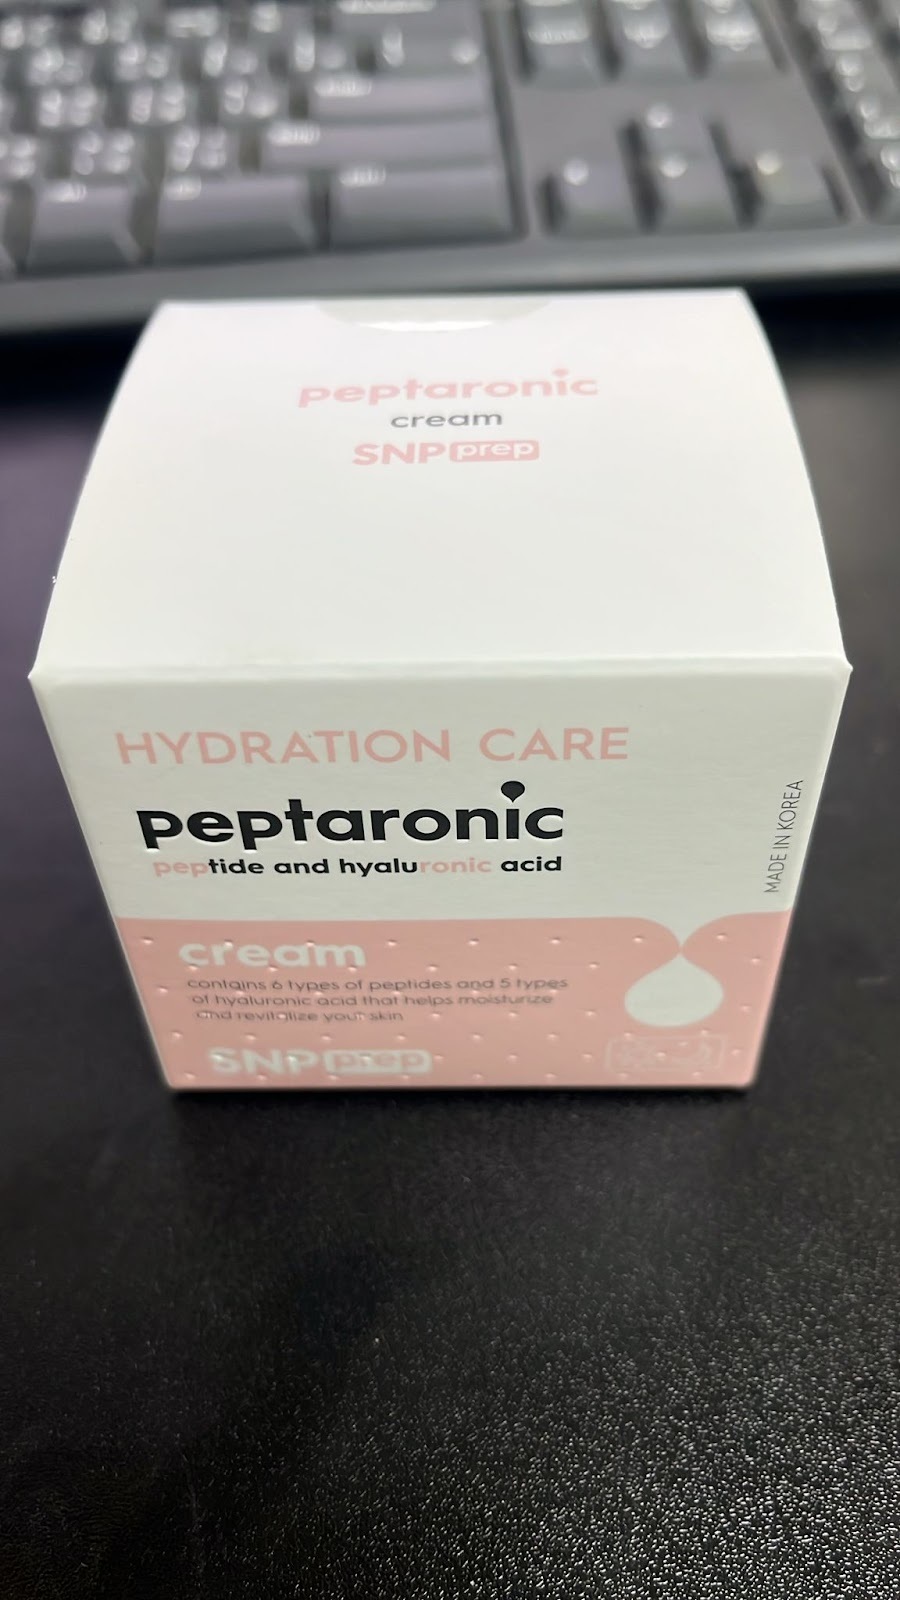 peptaronic
cream
SNP prep
HYDRATION CARE
peptaronic
peptide and hyaluronic acid
MADE IN KOREA
cream
contains 6 types of peptides and 5 types
of hyaluronic acid that helps moisturize
and revitalize your skin
SNP prep